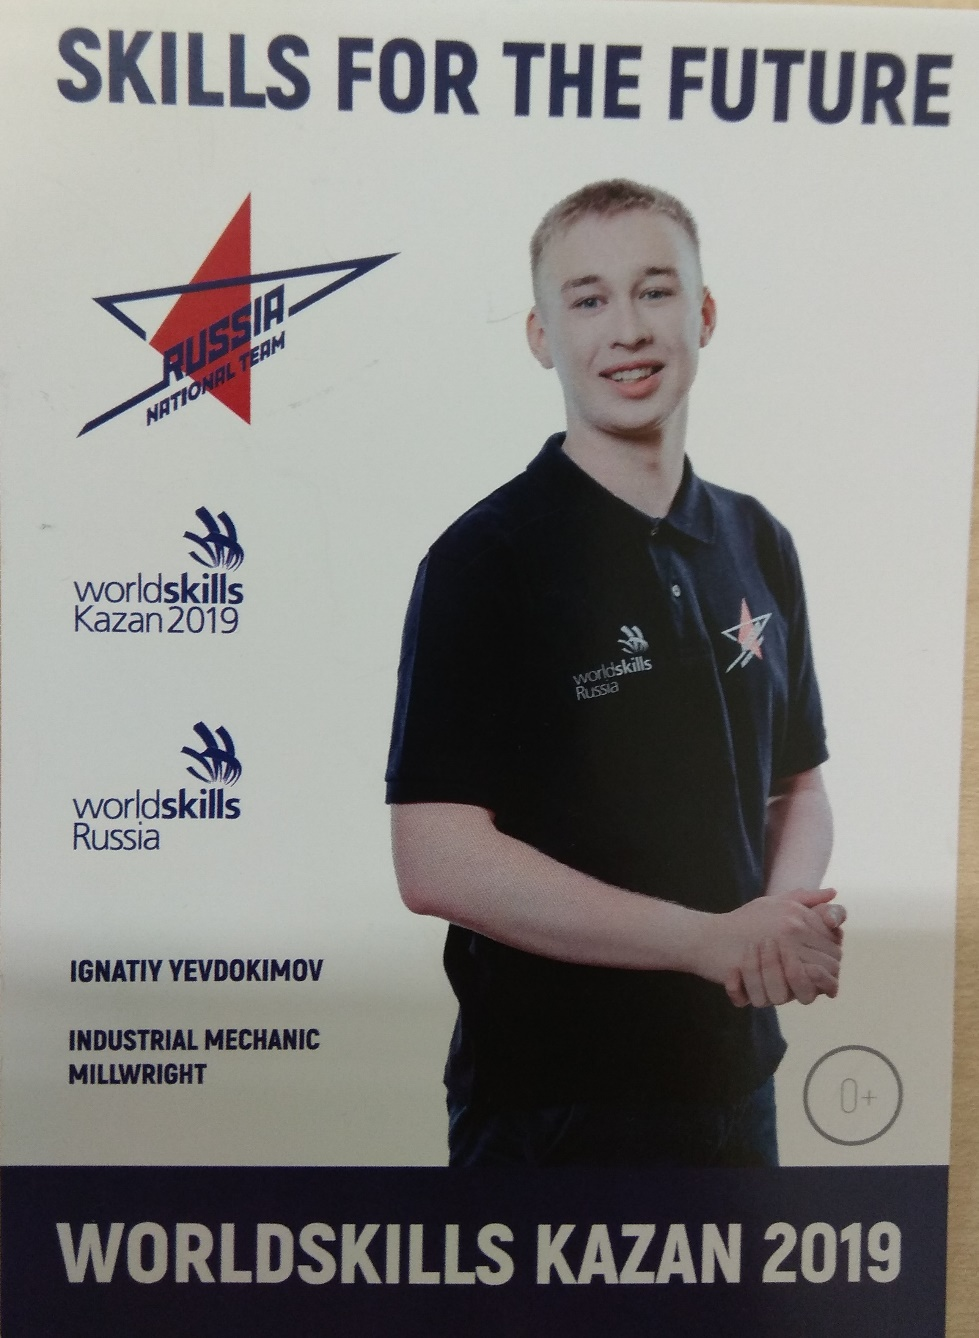 SKILLS FOR THE FUTURE
RUSSIA
NATIONAL TEAM
worldskills
Kazan 2019
worldskills
Russia
worldskills
Russia
IGNATIY YEVDOKIMOV
INDUSTRIAL MECHANIC
MILLWRIGHT
0+
WORLDSKILLS KAZAN 2019